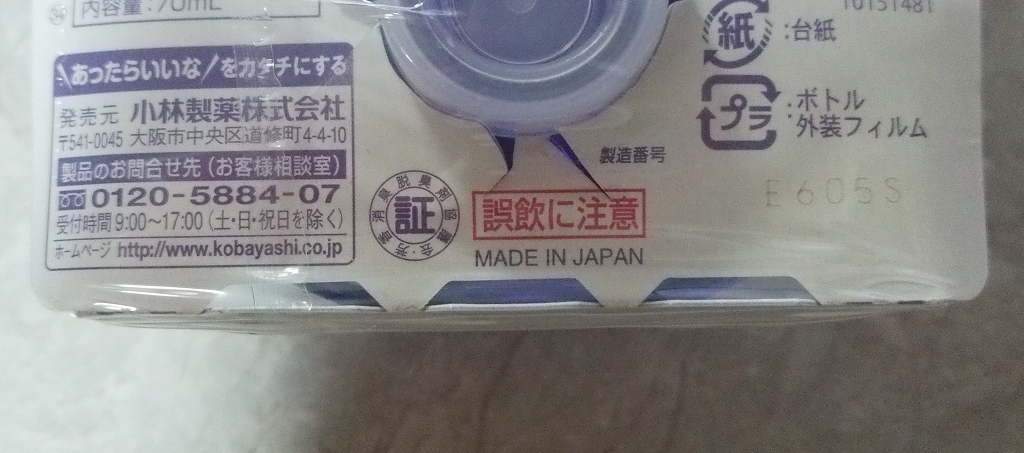 内容量:70mL
\あったらいいな/をカタチにする
発売元 小林製薬株式会社
〒541-0045 大阪市中央区道修町4-4-10
製品のお問合せ先(お客様相談室)
0120-5884-07
受付時間 9:00〜17:00(土・日・祝日を除く)
ホームページ http://www.kobayashi.co.jp
証
誤飲に注意
MADE IN JAPAN
紙
:台紙
プラ
:ボトル
外装フィルム
製造番号
E605S
10151481